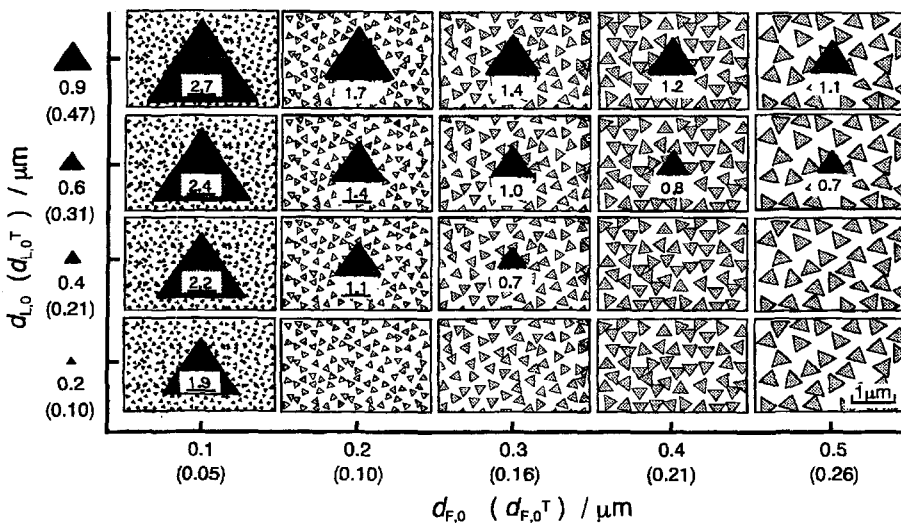 2.7 1.7 1.4 1.2 1.1
0.9
(0.47)
2.4 1.4 1.0 0.8 0.7
0.6
(0.31)
2.2 1.1 0.7
0.4
(0.21)
1.9
0.2
(0.10)
1μm
d_L,0 (d_L,0^T) / μm
0.1 0.2 0.3 0.4 0.5
(0.05) (0.10) (0.16) (0.21) (0.26)
d_F,0 (d_F,0^T) / μm